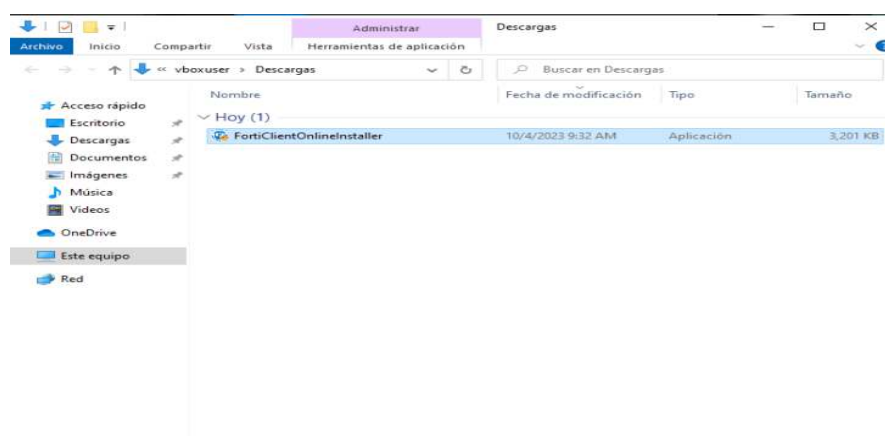 Administrar Descargas
Archivo Inicio Compartir Vista Herramientas de aplicación
« vboxuser > Descargas Buscar en Descargas
Nombre Fecha de modificación Tipo Tamaño
Acceso rápido
Hoy (1)
Escritorio
FortiClientOnlineInstaller 10/4/2023 9:32 AM Aplicación 3,201 KB
Descargas
Documentos
Imágenes
Música
Videos
OneDrive
Este equipo
Red